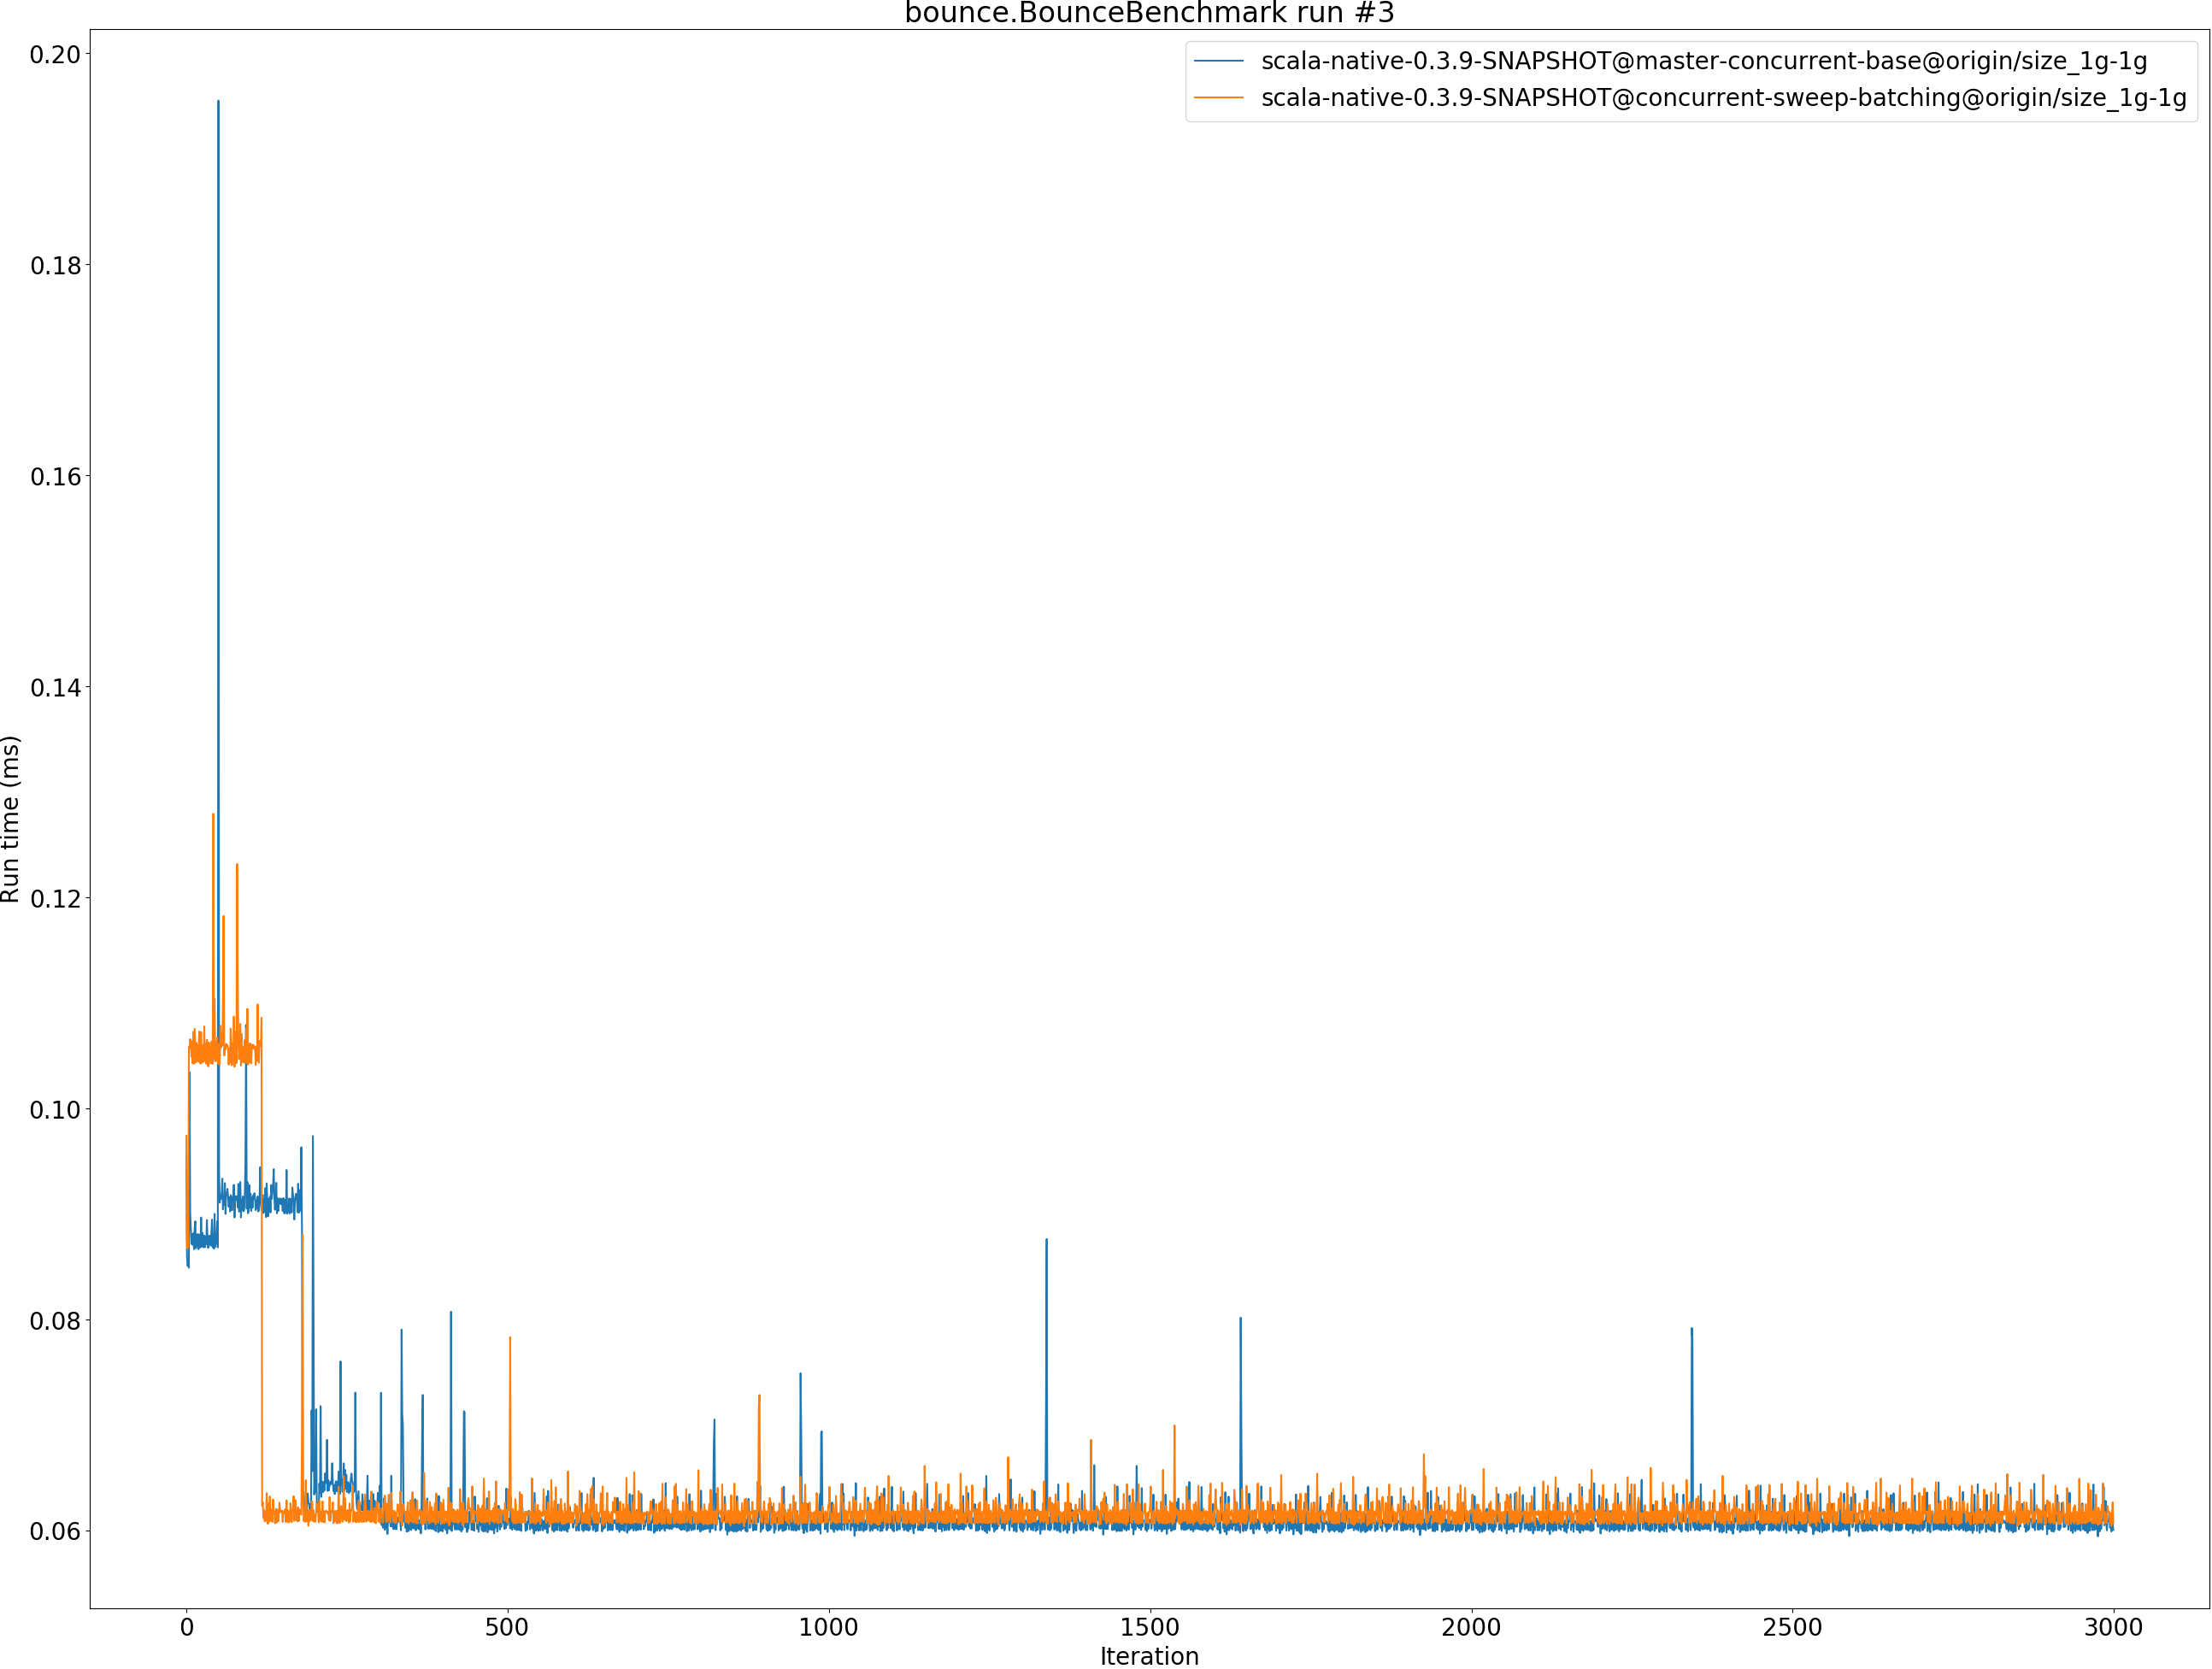 bounce.BounceBenchmark run #3
scala-native-0.3.9-SNAPSHOT@master-concurrent-base@origin/size_1g-1g
scala-native-0.3.9-SNAPSHOT@concurrent-sweep-batching@origin/size_1g-1g
Run time (ms)
0.20
0.18
0.16
0.14
0.12
0.10
0.08
0.06
0 500 1000 1500 2000 2500 3000
Iteration